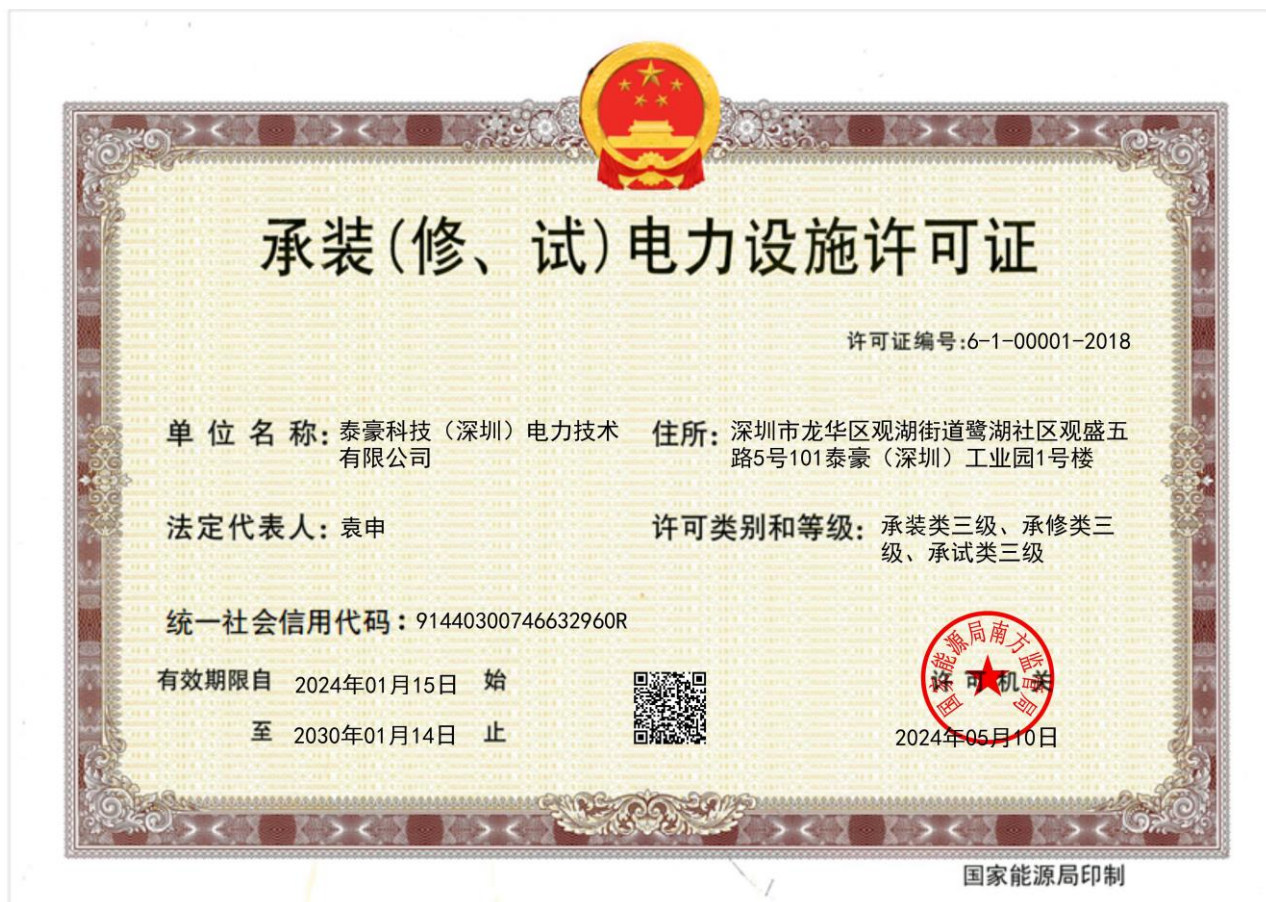 承装(修、试)电力设施许可证
许可证编号:6-1-00001-2018
单位名称:泰豪科技（深圳）电力技术
有限公司
住所:深圳市龙华区观湖街道鹭湖社区观盛五
路5号101泰豪（深圳）工业园1号楼
法定代表人:袁申
许可类别和等级:承装类三级、承修类三
级、承试类三级
统一社会信用代码:91440300746632960R
有效期限自 2024年01月15日 始
至 2030年01月14日 止
国家能源局南方监管局
许可机关
2024年05月10日
国家能源局印制